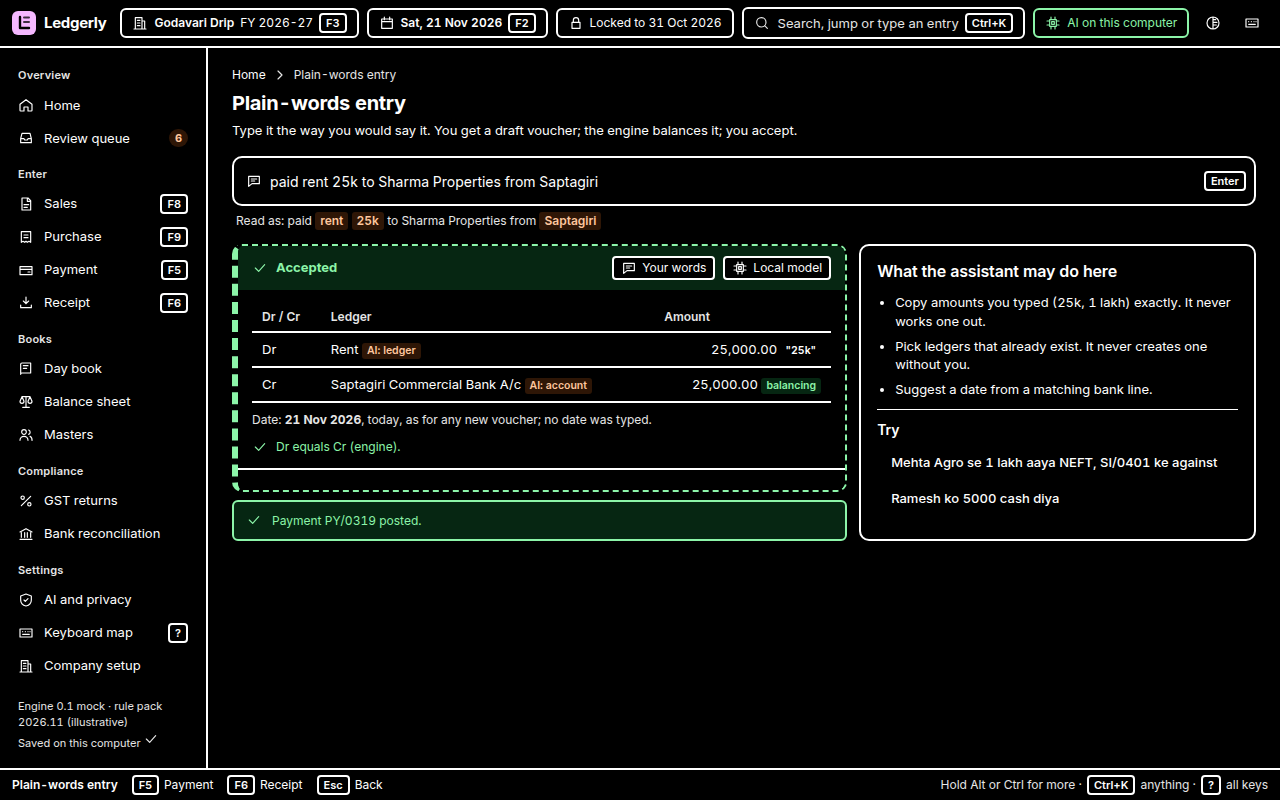 Ledgerly
Godavari Drip FY 2026-27 F3
Sat, 21 Nov 2026 F2
Locked to 31 Oct 2026
Search, jump or type an entry Ctrl+K
AI on this computer
Overview
Home
Review queue 6
Enter
Sales F8
Purchase F9
Payment F5
Receipt F6
Books
Day book
Balance sheet
Masters
Compliance
GST returns
Bank reconciliation
Settings
AI and privacy
Keyboard map ?
Company setup
Engine 0.1 mock · rule pack
2026.11 (illustrative)
Saved on this computer
Home > Plain-words entry
Plain-words entry
Type it the way you would say it. You get a draft voucher; the engine balances it; you accept.
paid rent 25k to Sharma Properties from Saptagiri Enter
Read as: paid rent 25k to Sharma Properties from Saptagiri
Accepted Your words Local model
Dr / Cr Ledger Amount
Dr Rent AI: ledger 25,000.00 "25k"
Cr Saptagiri Commercial Bank A/c AI: account 25,000.00 balancing
Date: 21 Nov 2026, today, as for any new voucher; no date was typed.
Dr equals Cr (engine).
Payment PY/0319 posted.
What the assistant may do here
• Copy amounts you typed (25k, 1 lakh) exactly. It never
works one out.
• Pick ledgers that already exist. It never creates one
without you.
• Suggest a date from a matching bank line.
Try
Mehta Agro se 1 lakh aaya NEFT, SI/0401 ke against
Ramesh ko 5000 cash diya
Plain-words entry F5 Payment F6 Receipt Esc Back
Hold Alt or Ctrl for more · Ctrl+K anything · ? all keys